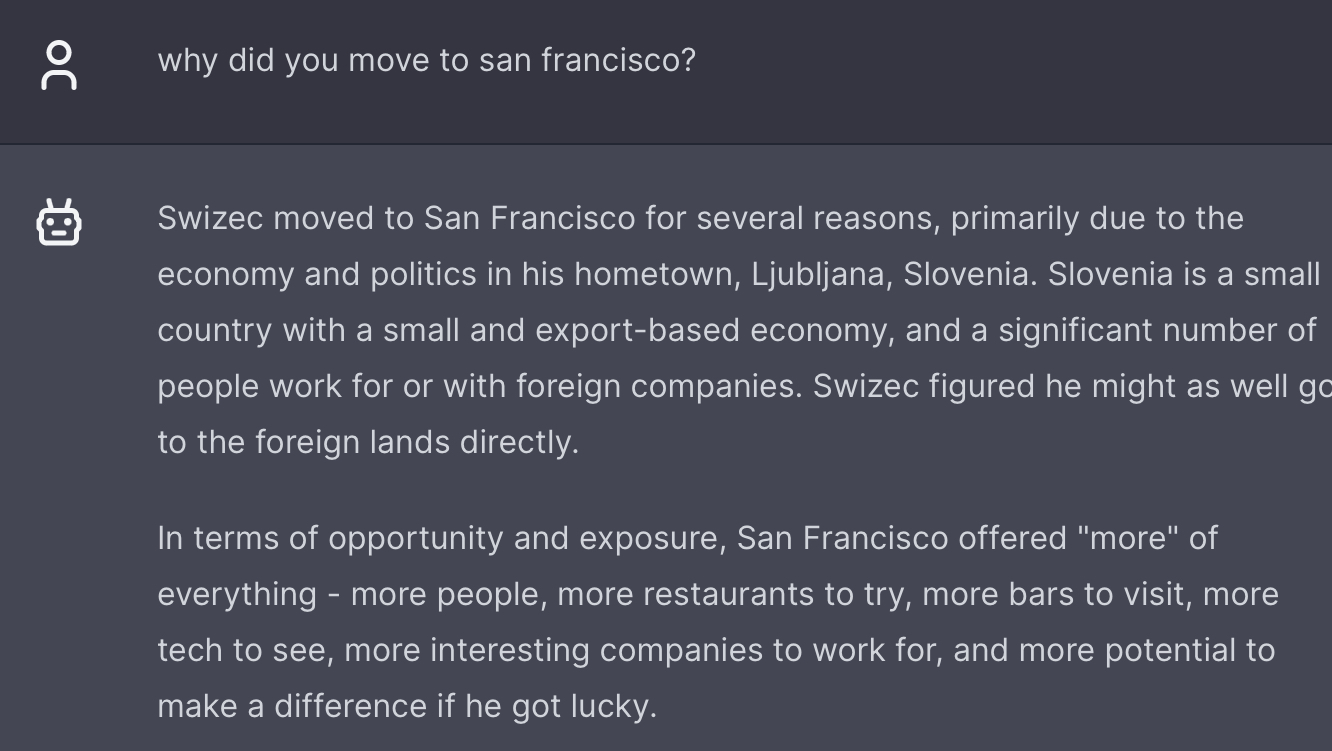 why did you move to san francisco?
Swizec moved to San Francisco for several reasons, primarily due to the
economy and politics in his hometown, Ljubljana, Slovenia. Slovenia is a small
country with a small and export-based economy, and a significant number of
people work for or with foreign companies. Swizec figured he might as well go
to the foreign lands directly.
In terms of opportunity and exposure, San Francisco offered "more" of
everything - more people, more restaurants to try, more bars to visit, more
tech to see, more interesting companies to work for, and more potential to
make a difference if he got lucky.